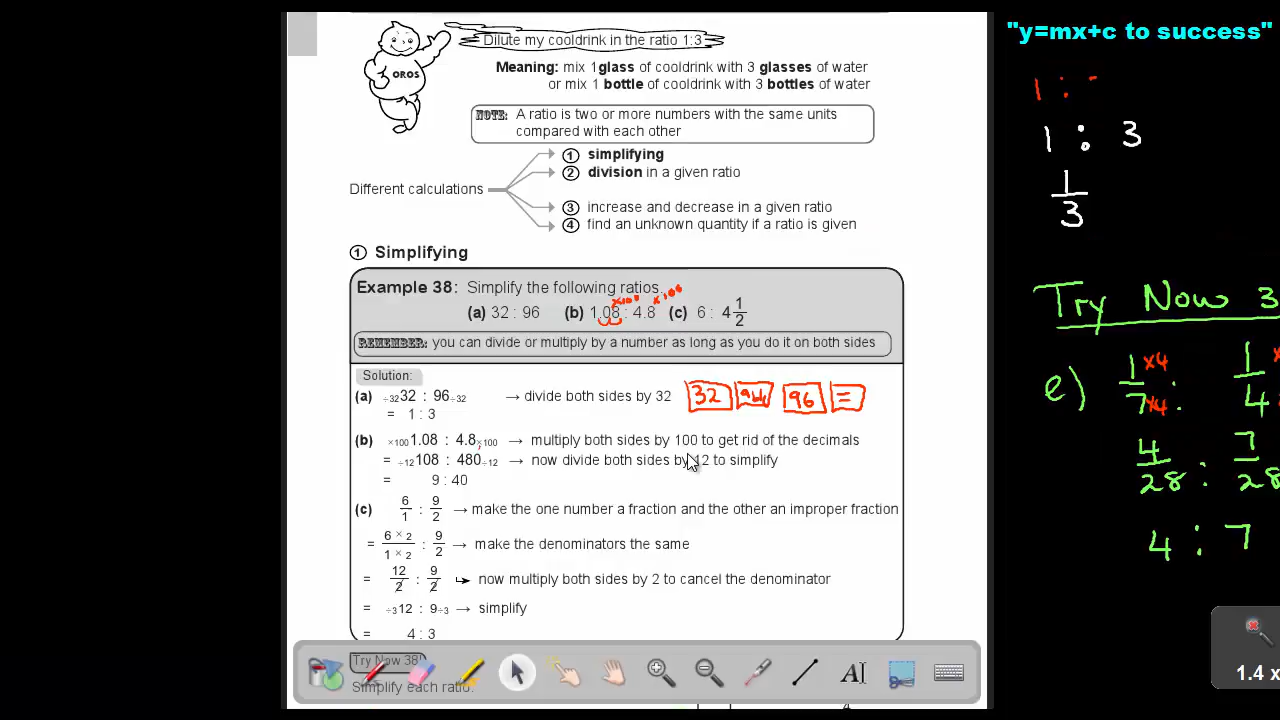 Dilute my cooldrink in the ratio 1:3
"y=mx+c to success"
OROS
Meaning: mix 1 glass of cooldrink with 3 glasses of water
or mix 1 bottle of cooldrink with 3 bottles of water
NOTE: A ratio is two or more numbers with the same units
compared with each other
1 :
1 : 3
1/3
① simplifying
② division in a given ratio
Different calculations
③ increase and decrease in a given ratio
④ find an unknown quantity if a ratio is given
① Simplifying
Example 38: Simplify the following ratios
×100 ×100
(a) 32 : 96 (b) 1.08 : 4.8 (c) 6 : 4 1/2
REMEMBER: you can divide or multiply by a number as long as you do it on both sides
Solution:
(a) ÷32 32 : 96 ÷32 → divide both sides by 32
32 96 =
= 1 : 3
(b) ×100 1.08 : 4.8 ×100 → multiply both sides by 100 to get rid of the decimals
= ÷12 108 : 480 ÷12 → now divide both sides by 12 to simplify
= 9 : 40
(c) 6/1 : 9/2 → make the one number a fraction and the other an improper fraction
= 6 × 2/1 × 2 : 9/2 → make the denominators the same
= 12/2 : 9/2 ↳ now multiply both sides by 2 to cancel the denominator
= ÷3 12 : 9 ÷3 → simplify
= 4 : 3
Try Now 38
Simplify each ratio:
Try Now 3
e) 1/7 ×4 ×4 : 1/4
4/28 : 7/28
4 : 7
1.4 x